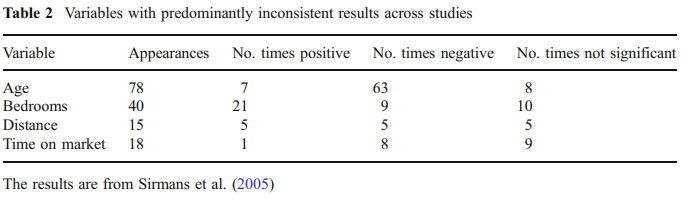 Table 2 Variables with predominantly inconsistent results across studies
Variable Appearances No. times positive No. times negative No. times not significant
Age 78 7 63 8
Bedrooms 40 21 9 10
Distance 15 5 5 5
Time on market 18 1 8 9
The results are from Sirmans et al. (2005)